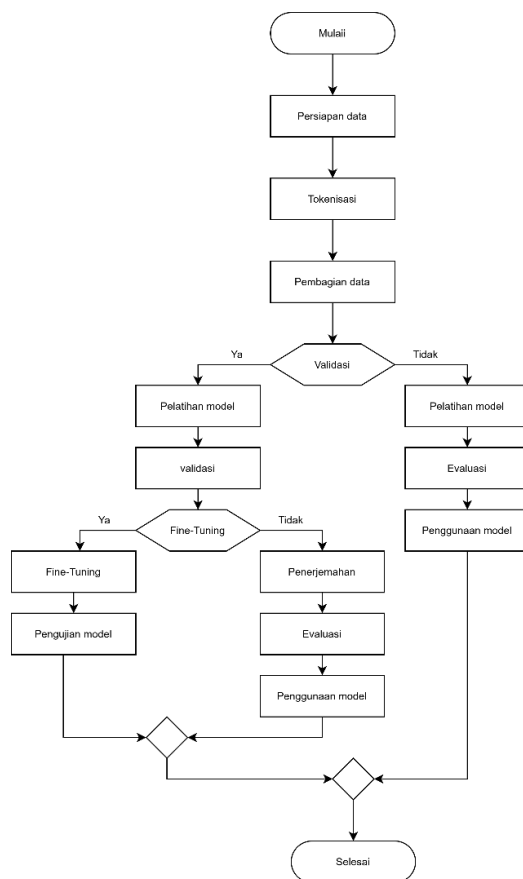 Mulaii
Persiapan data
Tokenisasi
Pembagian data
Ya
Validasi
Tidak
Pelatihan model
Pelatihan model
validasi
Evaluasi
Ya
Fine-Tuning
Tidak
Penggunaan model
Fine-Tuning
Penerjemahan
Pengujian model
Evaluasi
Penggunaan model
Selesai